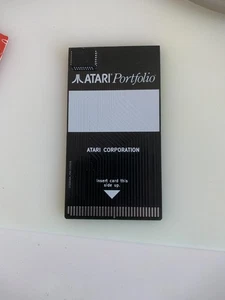 ATARI Portfolio
ATARI CORPORATION
Insert card this
side up.